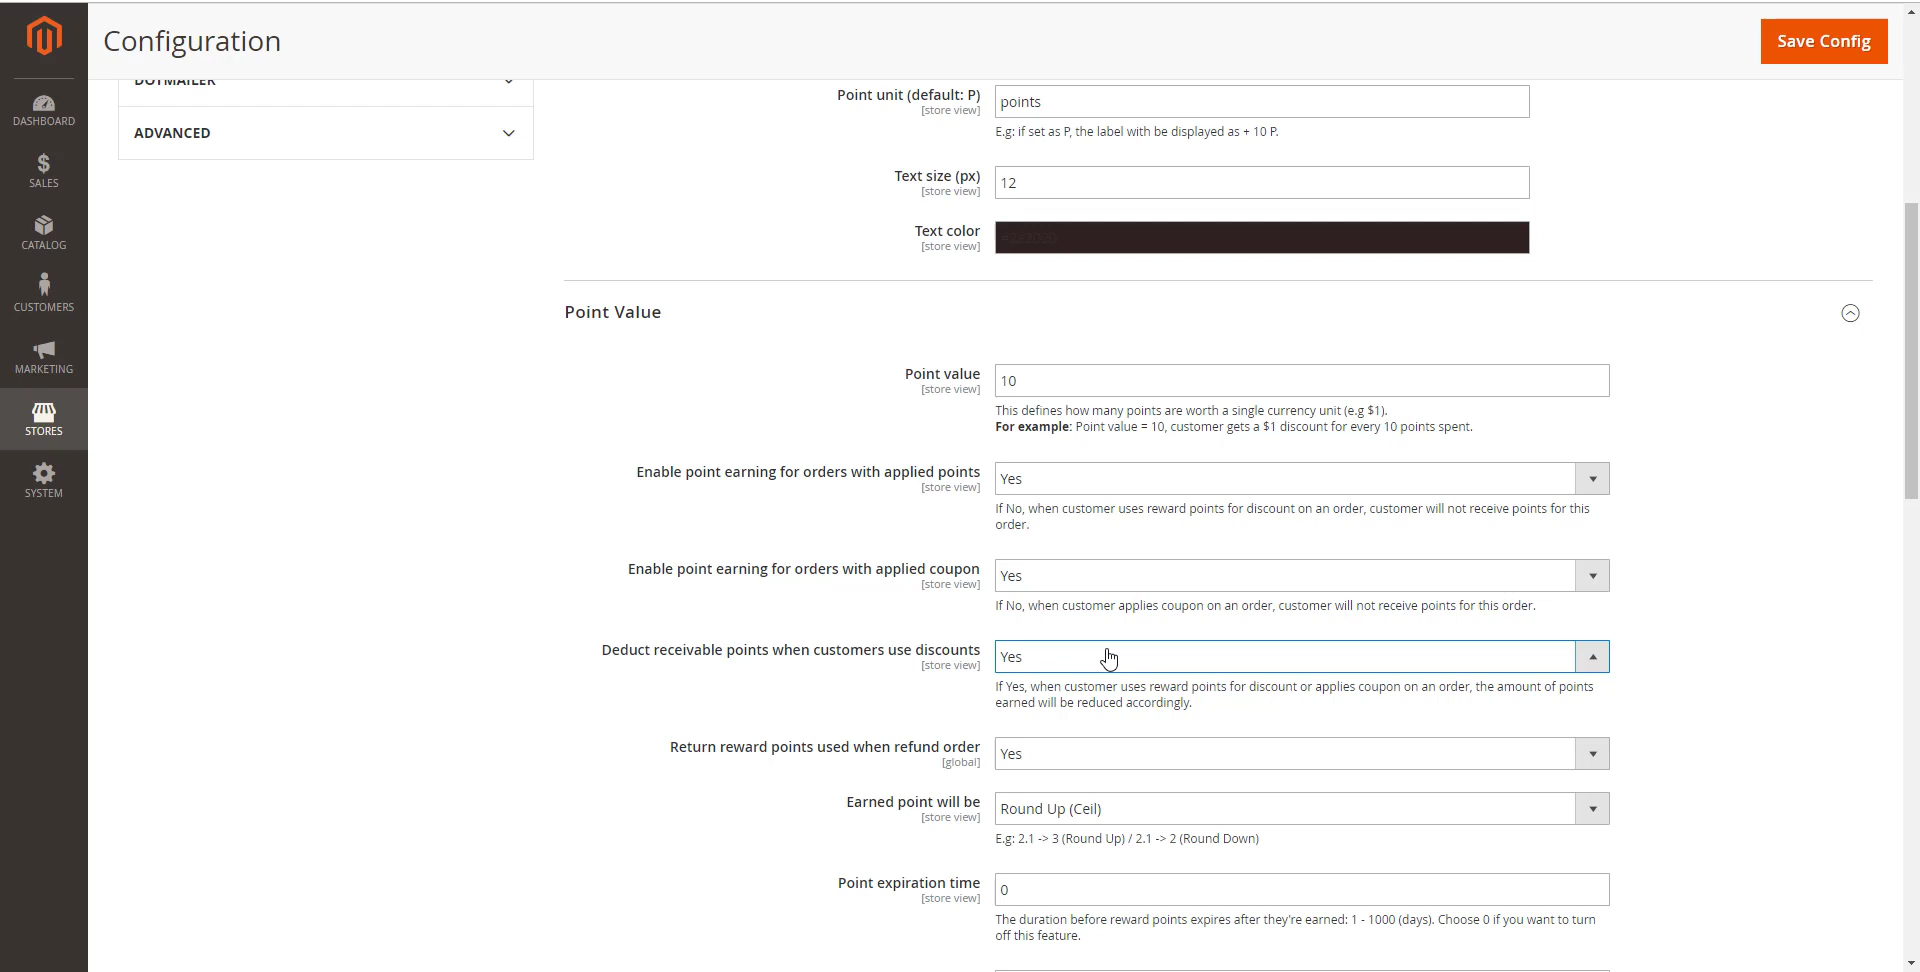 Configuration
Save Config
DOTMAILER
ADVANCED
DASHBOARD
SALES
CATALOG
CUSTOMERS
MARKETING
STORES
SYSTEM
Point unit (default: P)
[store view]
points
E.g: if set as P, the label with be displayed as + 10 P.
Text size (px)
[store view]
12
Text color
[store view]
Point Value
Point value
[store view]
10
This defines how many points are worth a single currency unit (e.g $1).
For example: Point value = 10, customer gets a $1 discount for every 10 points spent.
Enable point earning for orders with applied points
[store view]
Yes
If No, when customer uses reward points for discount on an order, customer will not receive points for this
order.
Enable point earning for orders with applied coupon
[store view]
Yes
If No, when customer applies coupon on an order, customer will not receive points for this order.
Deduct receivable points when customers use discounts
[store view]
Yes
If Yes, when customer uses reward points for discount or applies coupon on an order, the amount of points
earned will be reduced accordingly.
Return reward points used when refund order
[global]
Yes
Earned point will be
[store view]
Round Up (Ceil)
E.g: 2.1 -> 3 (Round Up) / 2.1 -> 2 (Round Down)
Point expiration time
[store view]
0
The duration before reward points expires after they're earned: 1 - 1000 (days). Choose 0 if you want to turn
off this feature.